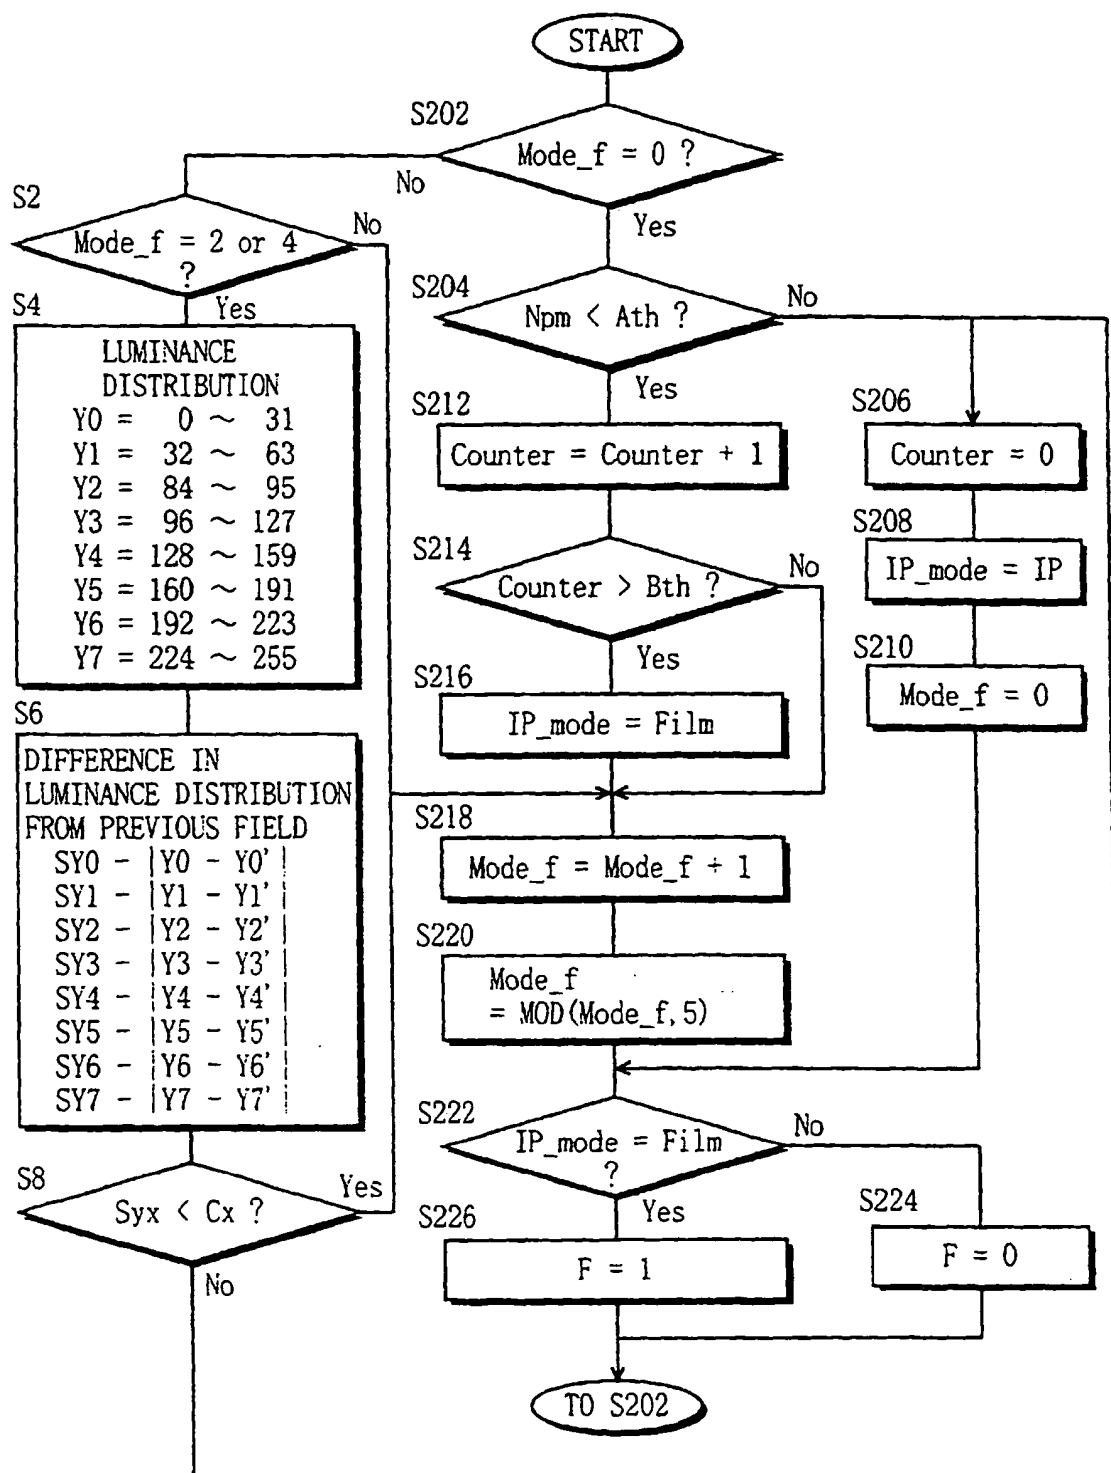 START
S202
Mode_f = 0 ?
No
Yes
S2
Mode_f = 2 or 4
?
No
Yes
S204
Npm < Ath ?
No
Yes
S4
LUMINANCE
DISTRIBUTION
Y0 = 0 ~ 31
Y1 = 32 ~ 63
Y2 = 84 ~ 95
Y3 = 96 ~ 127
Y4 = 128 ~ 159
Y5 = 160 ~ 191
Y6 = 192 ~ 223
Y7 = 224 ~ 255
S212
Counter = Counter + 1
S206
Counter = 0
S214
Counter > Bth ?
No
Yes
S208
IP_mode = IP
S216
IP_mode = Film
S210
Mode_f = 0
S6
DIFFERENCE IN
LUMINANCE DISTRIBUTION
FROM PREVIOUS FIELD
SY0 - |Y0 - Y0'|
SY1 - |Y1 - Y1'|
SY2 - |Y2 - Y2'|
SY3 - |Y3 - Y3'|
SY4 - |Y4 - Y4'|
SY5 - |Y5 - Y5'|
SY6 - |Y6 - Y6'|
SY7 - |Y7 - Y7'|
S218
Mode_f = Mode_f + 1
S220
Mode_f
= MOD(Mode_f,5)
S222
IP_mode = Film
?
No
Yes
S8
Syx < Cx ?
Yes
No
S226
F = 1
S224
F = 0
TO S202